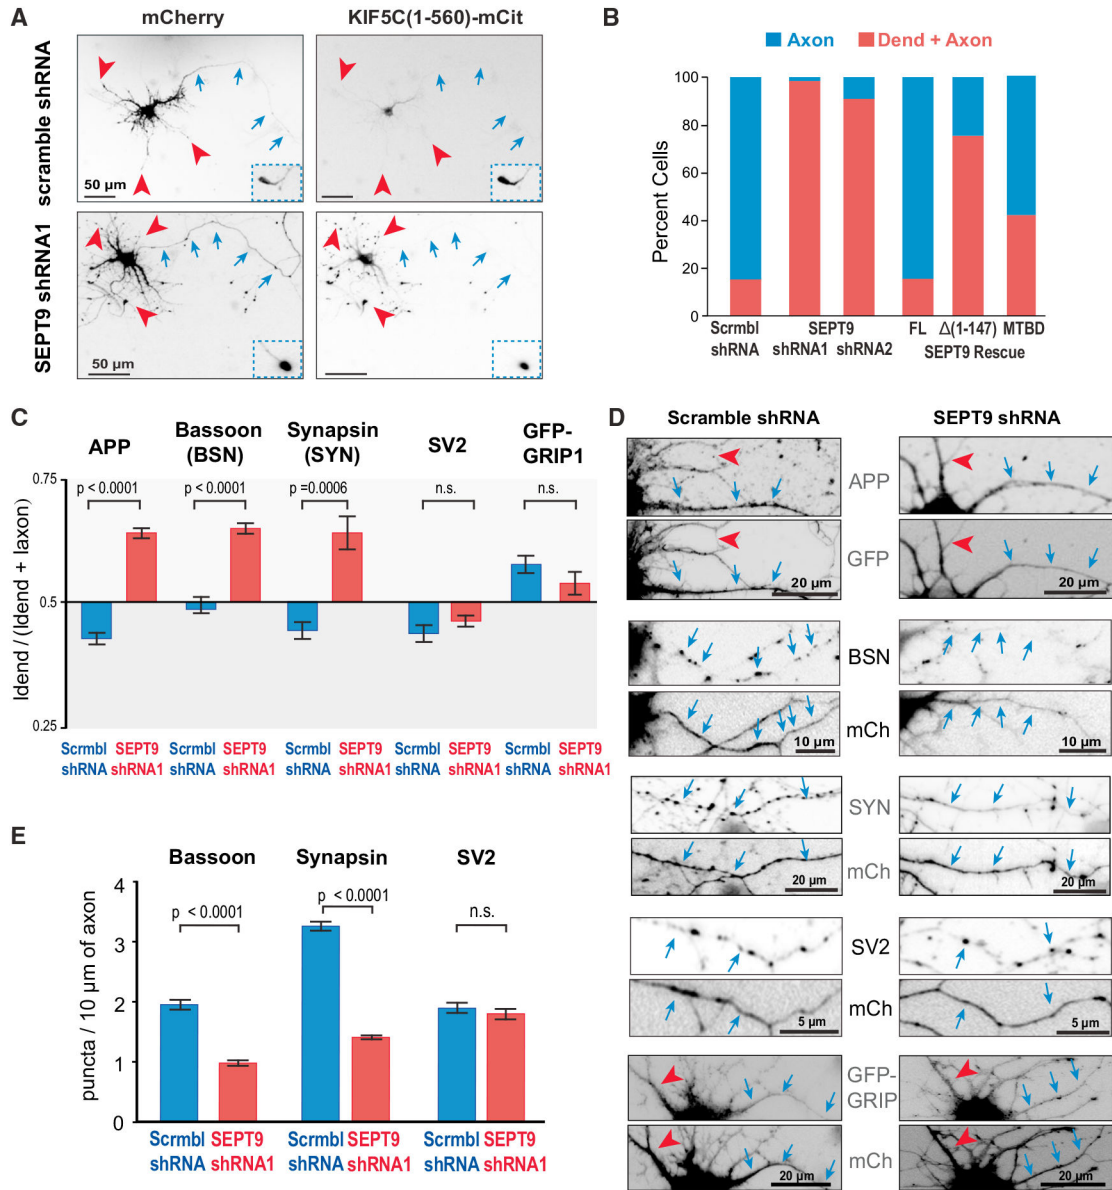 A
mCherry
KIF5C(1-560)-mCit
scramble shRNA
50 µm
SEPT9 shRNA1
50 µm
B
Axon
Dend + Axon
Percent Cells
100
80
60
40
20
0
Scrmbl
shRNA
SEPT9
shRNA1
shRNA2
FL
Δ(1-147)
MTBD
SEPT9 Rescue
C
APP
Bassoon
(BSN)
Synapsin
(SYN)
SV2
GFP-
GRIP1
p < 0.0001
p < 0.0001
p =0.0006
n.s.
n.s.
Idend / (Idend + Iaxon)
0.75
0.5
0.25
Scrmbl
shRNA
SEPT9
shRNA1
Scrmbl
shRNA
SEPT9
shRNA1
Scrmbl
shRNA
SEPT9
shRNA1
Scrmbl
shRNA
SEPT9
shRNA1
Scrmbl
shRNA
SEPT9
shRNA1
D
Scramble shRNA
SEPT9 shRNA
APP
GFP
20 µm
20 µm
BSN
mCh
10 µm
10 µm
SYN
mCh
20 µm
20 µm
SV2
mCh
5 µm
5 µm
GFP-
GRIP
mCh
20 µm
20 µm
E
Bassoon
Synapsin
SV2
p < 0.0001
p < 0.0001
n.s.
puncta / 10 µm of axon
4
3
2
1
0
Scrmbl
shRNA
SEPT9
shRNA1
Scrmbl
shRNA
SEPT9
shRNA1
Scrmbl
shRNA
SEPT9
shRNA1